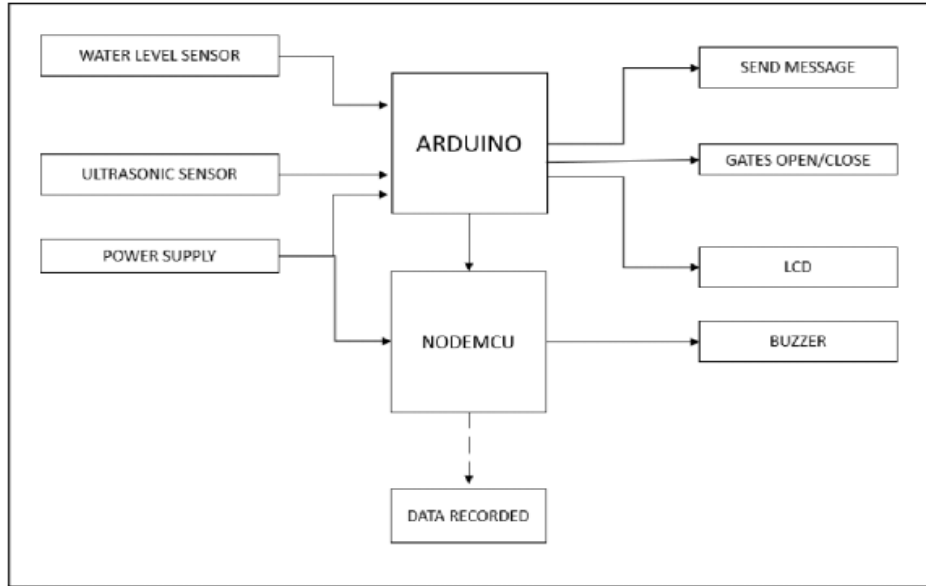 WATER LEVEL SENSOR
ULTRASONIC SENSOR
POWER SUPPLY
ARDUINO
NODEMCU
DATA RECORDED
SEND MESSAGE
GATES OPEN/CLOSE
LCD
BUZZER